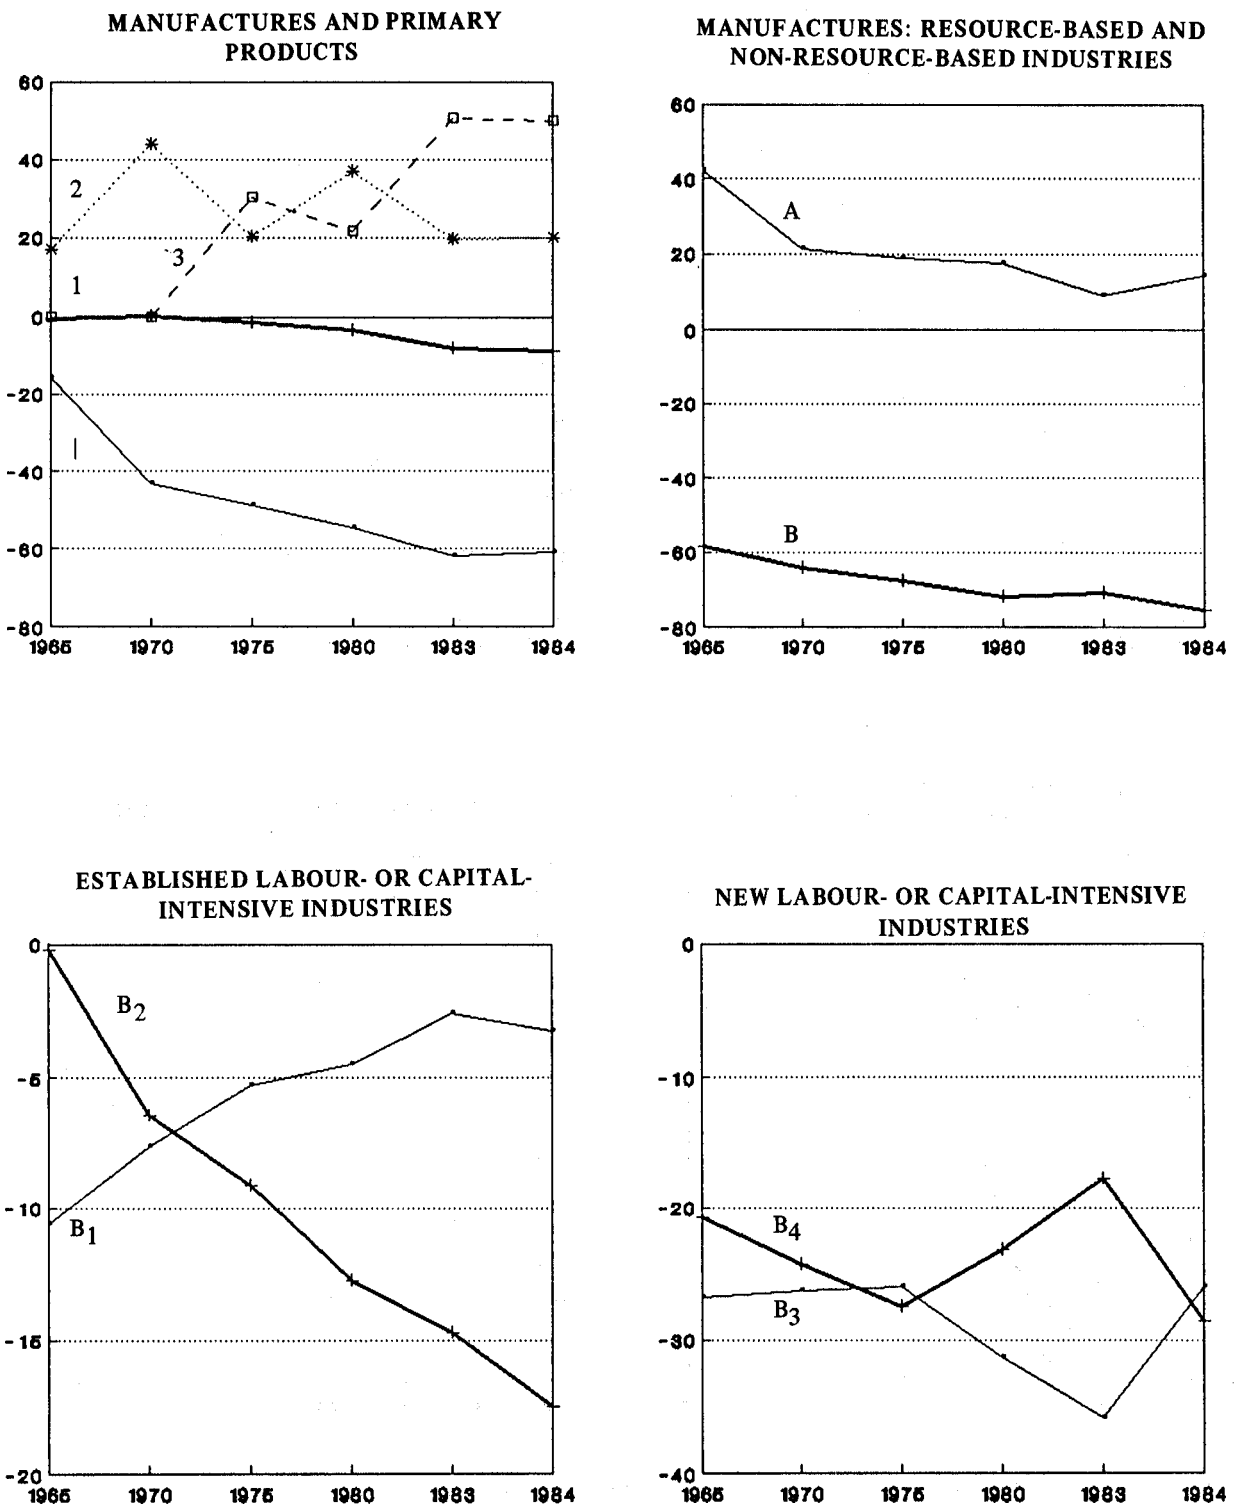 MANUFACTURES AND PRIMARY
PRODUCTS
60
40
20
0
-20
-40
-60
-80
2
3
1
|
1965 1970 1975 1980 1983 1984
MANUFACTURES: RESOURCE-BASED AND
NON-RESOURCE-BASED INDUSTRIES
60
40
20
0
-20
-40
-60
-80
A
B
1965 1970 1975 1980 1983 1984
ESTABLISHED LABOUR- OR CAPITAL-
INTENSIVE INDUSTRIES
0
-5
-10
-15
-20
B2
B1
1965 1970 1975 1980 1983 1984
NEW LABOUR- OR CAPITAL-INTENSIVE
INDUSTRIES
0
-10
-20
-30
-40
B4
B3
1965 1970 1975 1980 1983 1984